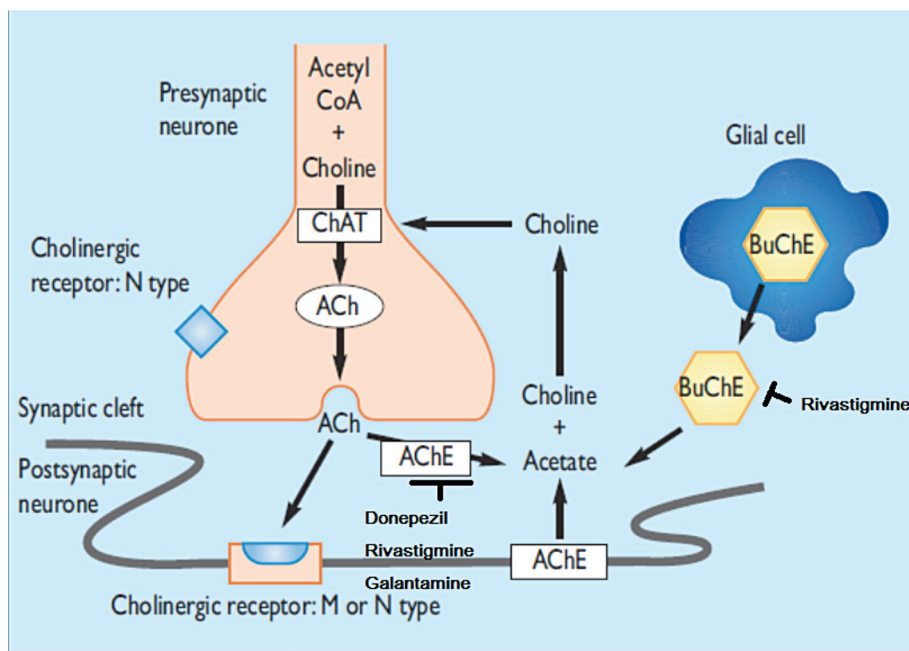 Acetyl
CoA
+
Choline
Presynaptic
neurone
Glial cell
ChAT
Choline
BuChE
Cholinergic
receptor: N type
ACh
BuChE
Rivastigmine
Choline
+
Acetate
Synaptic cleft
ACh
AChE
Postsynaptic
neurone
Donepezil
Rivastigmine
Galantamine
AChE
Cholinergic receptor: M or N type